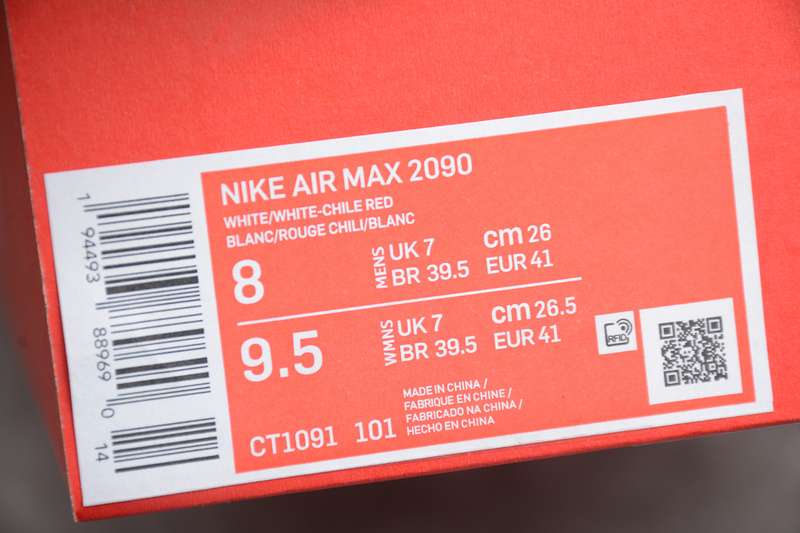 NIKE AIR MAX 2090
WHITE/WHITE-CHILE RED
BLANC/ROUGE CHILI/BLANC
8 MENS UK 7 cm 26
BR 39.5 EUR 41
9.5 WMNS UK 7 cm 26.5
BR 39.5 EUR 41
RFID
CT1091 101
MADE IN CHINA /
FABRIQUE EN CHINE /
FABRICADO NA CHINA /
HECHO EN CHINA
1 94493 88969 0 14